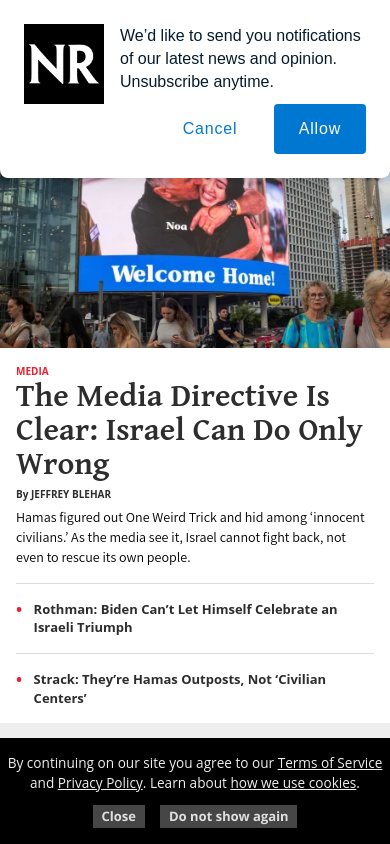 NR
We’d like to send you notifications
of our latest news and opinion.
Unsubscribe anytime.
Cancel
Allow
Noa
Welcome Home!
MEDIA
The Media Directive Is
Clear: Israel Can Do Only
Wrong
By JEFFREY BLEHAR
Hamas figured out One Weird Trick and hid among ‘innocent
civilians.’ As the media see it, Israel cannot fight back, not
even to rescue its own people.
• Rothman: Biden Can’t Let Himself Celebrate an
Israeli Triumph
• Strack: They’re Hamas Outposts, Not ‘Civilian
Centers’
By continuing on our site you agree to our Terms of Service
and Privacy Policy. Learn about how we use cookies.
Close
Do not show again